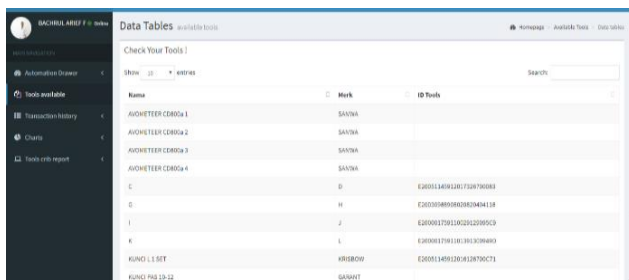 BACHRUL ARIEF F Online
Data Tables available tools
Homepage Available Tools Data tables
MAIN NAVIGATION
Check Your Tools !
Automation Drawer
Show 10 entries
Search:
Tools available
Nama Merk ID Tools
Transaction history
AVOMETEER CD800a 1 SANWA
Charts
AVOMETEER CD800a 2 SANWA
Tools crib report
AVOMETEER CD800a 3 SANWA
AVOMETEER CD800a 4 SANWA
C D
G H
I J
K L
KUNCI L 1 SET KRISBOW
KUNCI PAS 10-12 GARANT